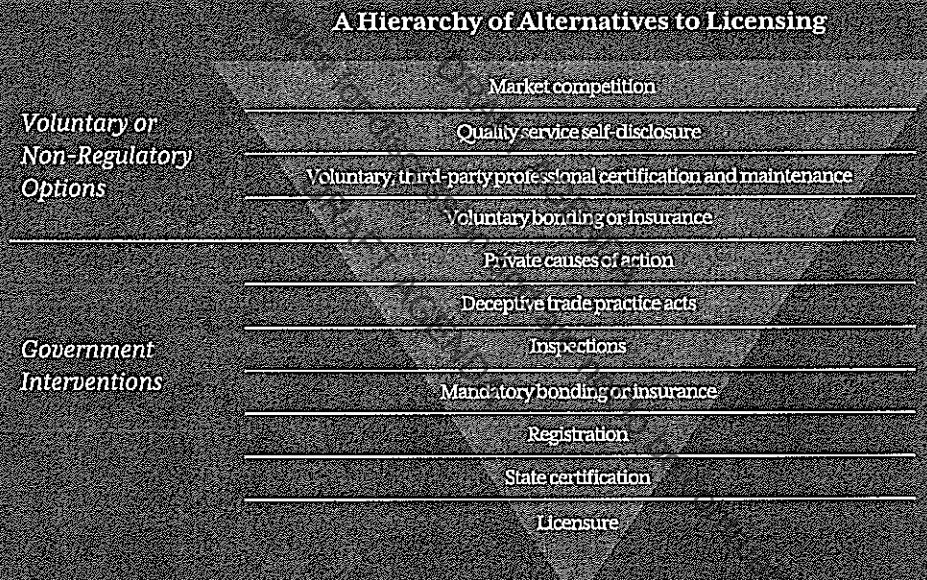 A Hierarchy of Alternatives to Licensing
Voluntary or
Non-Regulatory
Options
Market competition
Quality service self-disclosure
Voluntary, third-party professional certification and maintenance
Voluntary bonding or insurance
Government
Interventions
Private causes of action
Deceptive trade practice acts
Inspections
Mandatory bonding or insurance
Registration
State certification
Licensure